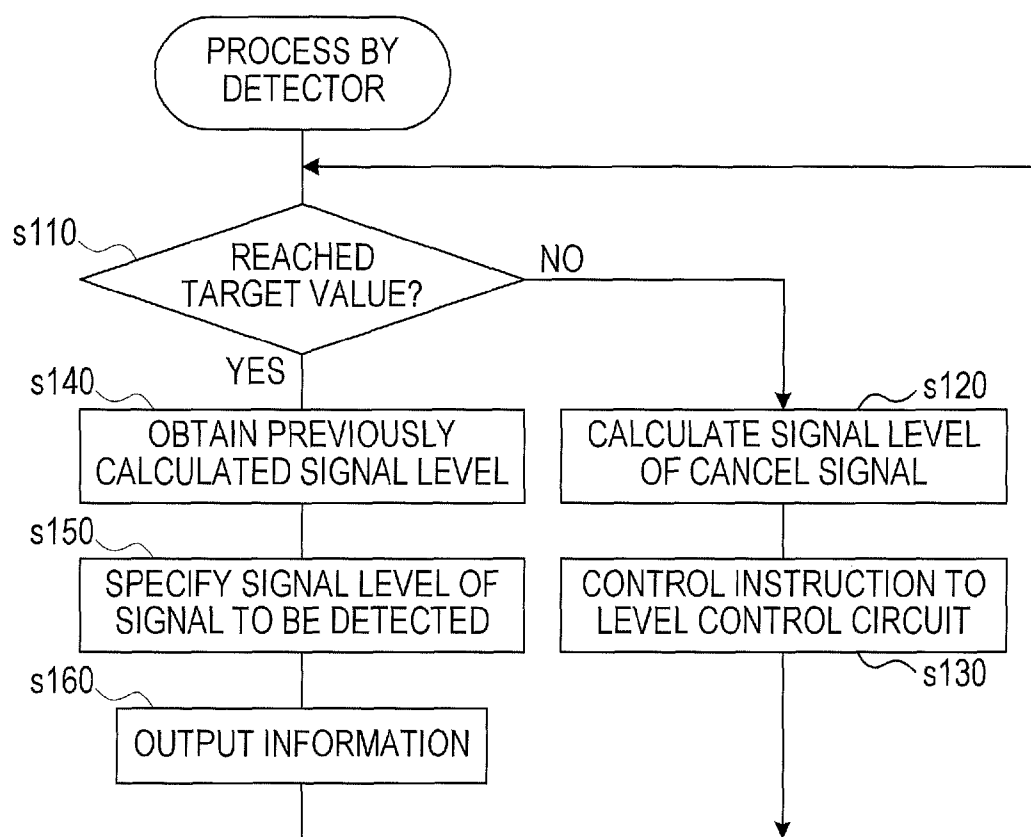 PROCESS BY
DETECTOR
s110
REACHED
TARGET VALUE?
NO
YES
s140
OBTAIN PREVIOUSLY
CALCULATED SIGNAL LEVEL
s120
CALCULATE SIGNAL LEVEL
OF CANCEL SIGNAL
s150
SPECIFY SIGNAL LEVEL OF
SIGNAL TO BE DETECTED
CONTROL INSTRUCTION TO
LEVEL CONTROL CIRCUIT
s130
s160
OUTPUT INFORMATION